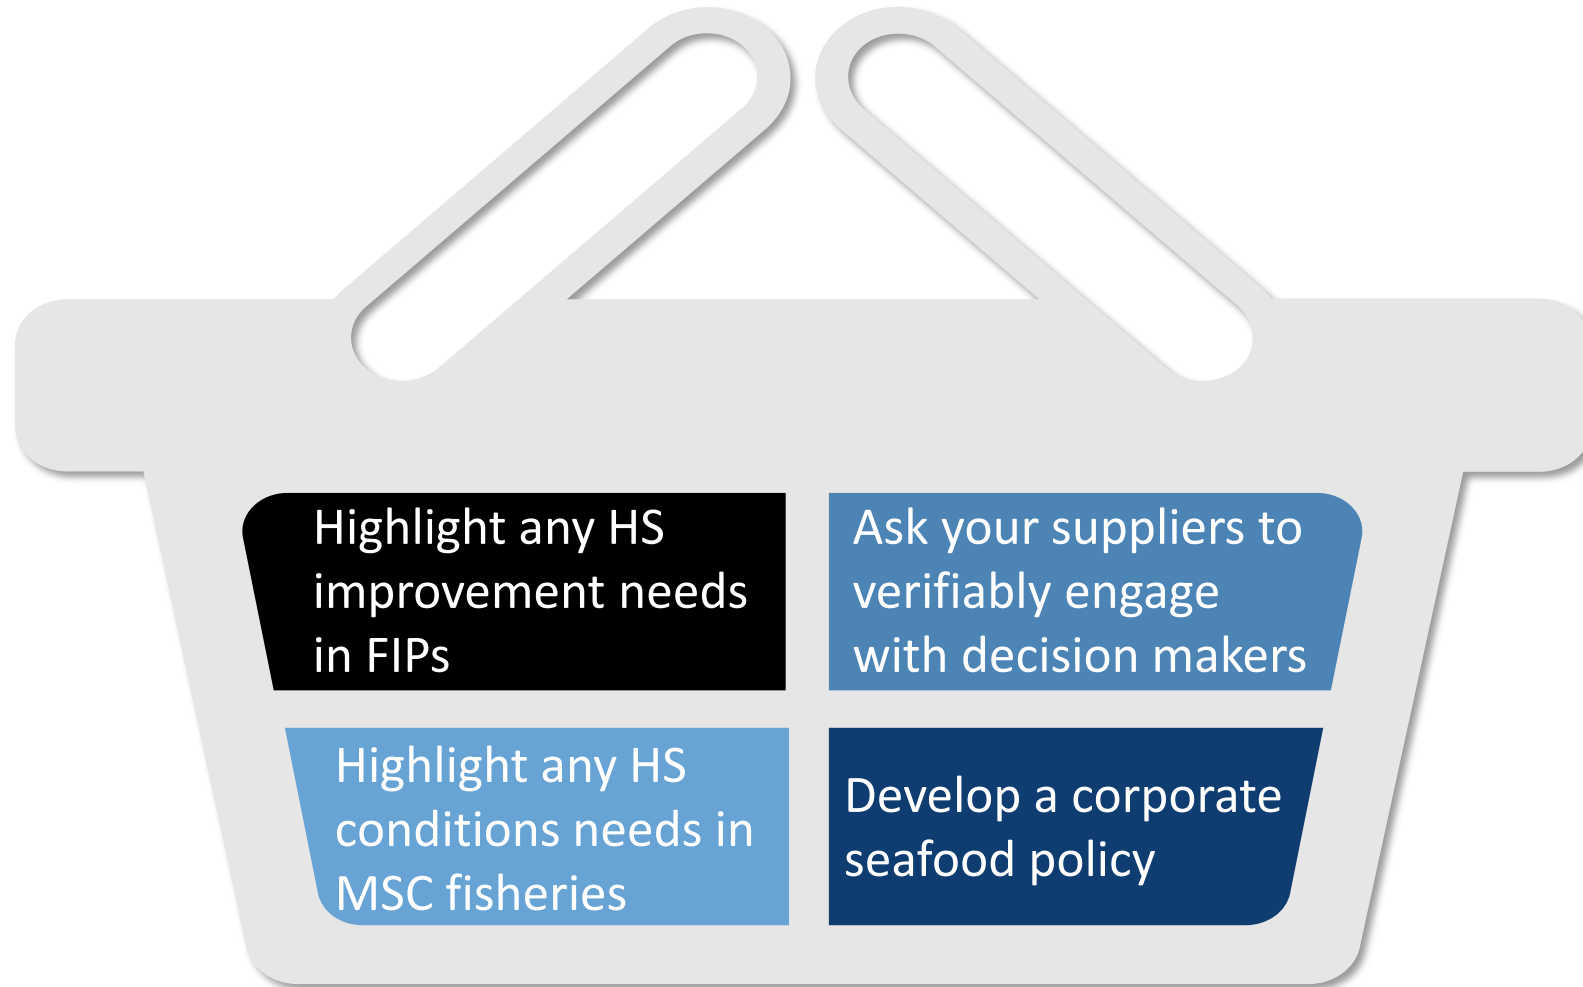 Highlight any HS
improvement needs
in FIPs
Ask your suppliers to
verifiably engage
with decision makers
Highlight any HS
conditions needs in
MSC fisheries
Develop a corporate
seafood policy